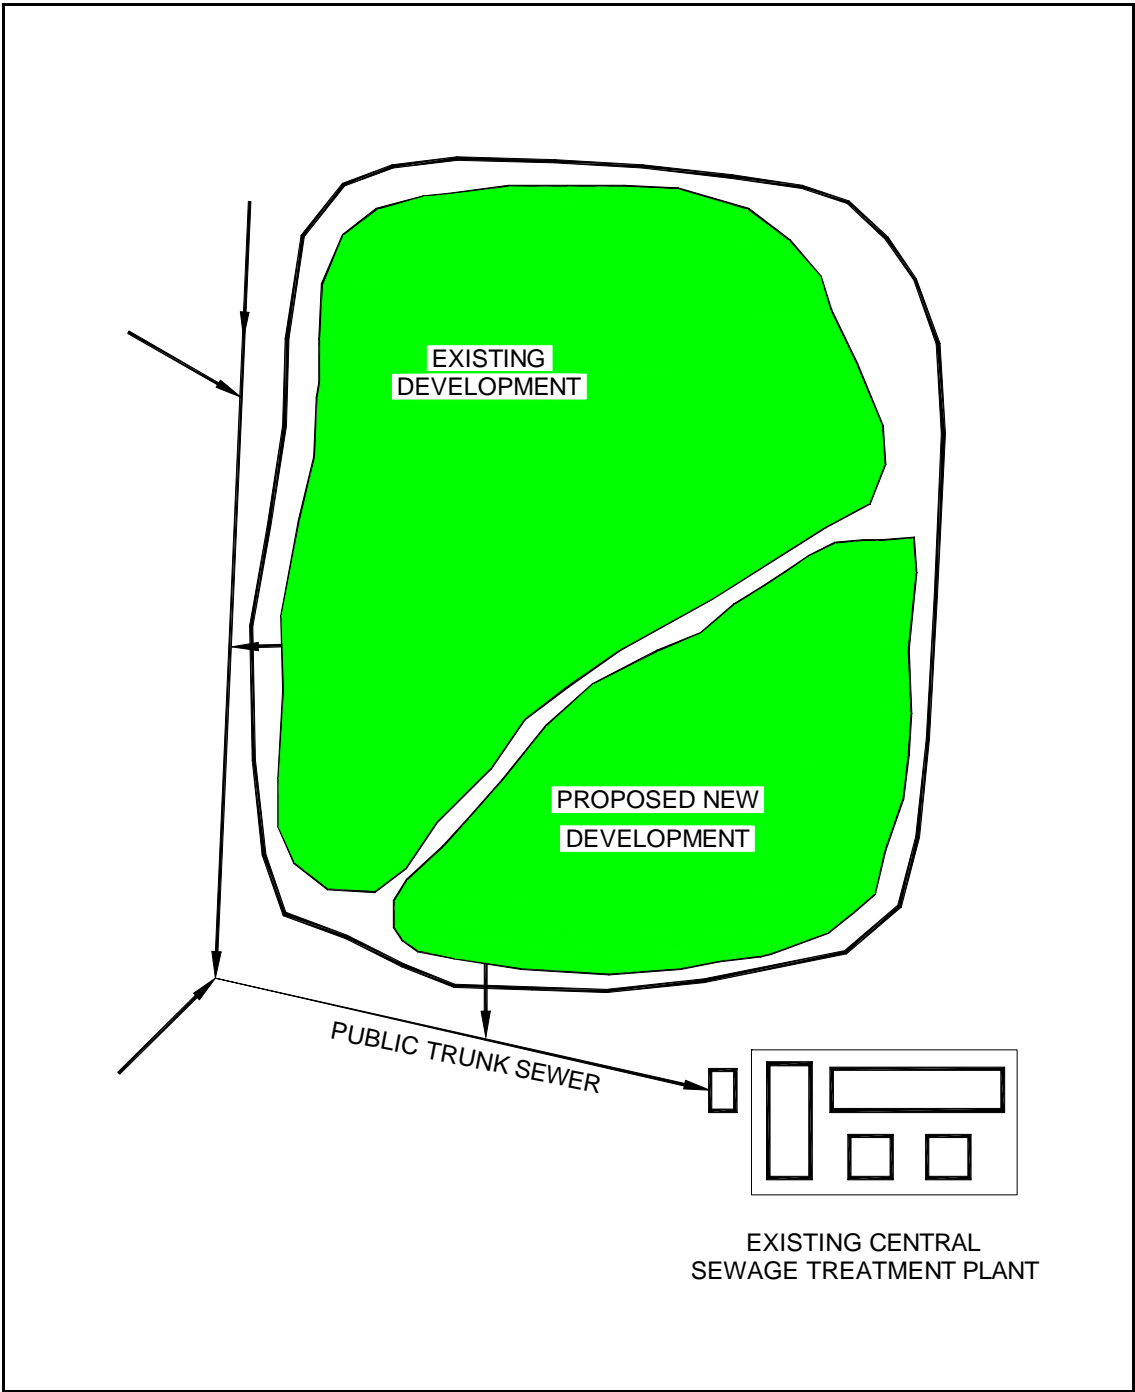 EXISTING
DEVELOPMENT
PROPOSED NEW
DEVELOPMENT
PUBLIC TRUNK SEWER
EXISTING CENTRAL
SEWAGE TREATMENT PLANT